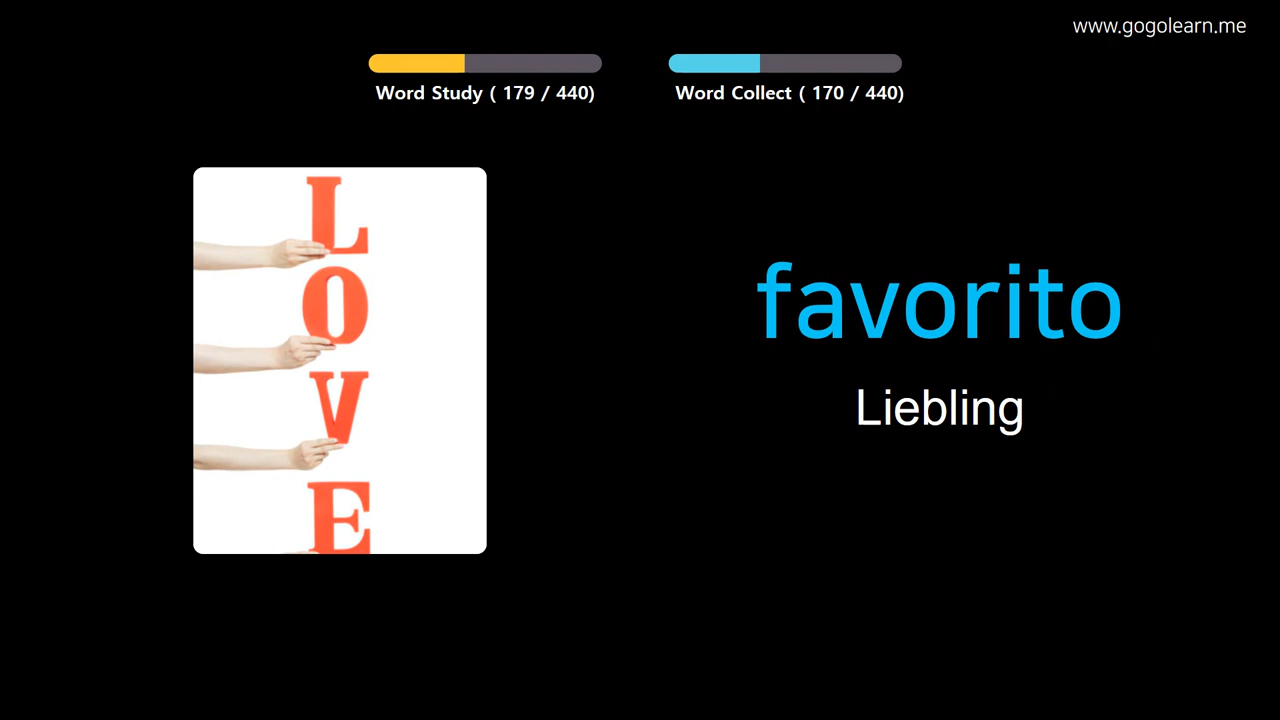 www.gogolearn.me
Word Study ( 179 / 440)
Word Collect ( 170 / 440)
L
O
V
E
favorito
Liebling